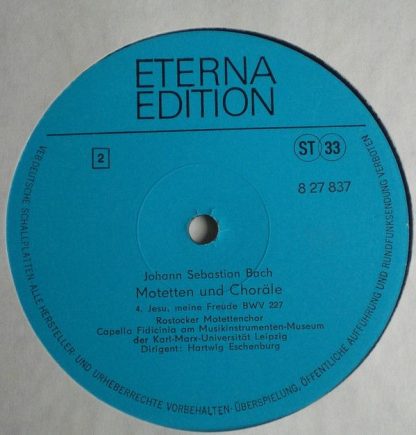 ETERNA
EDITION
2
ST 33
8 27 837
Johann Sebastian Bach
Motetten und Choräle
4. Jesu, meine Freude BWV 227
Rostocker Motettenchor
Capella Fidicinia am Musikinstrumenten-Museum
der Karl-Marx-Universität Leipzig
Dirigent: Hartwig Eschenburg
VEB DEUTSCHE SCHALLPLATTEN. ALLE HERSTELLER- UND URHEBERRECHTE VORBEHALTEN · ÜBERSPIELUNG, ÖFFENTLICHE AUFFÜHRUNG UND RUNDFUNKSENDUNG VERBOTEN